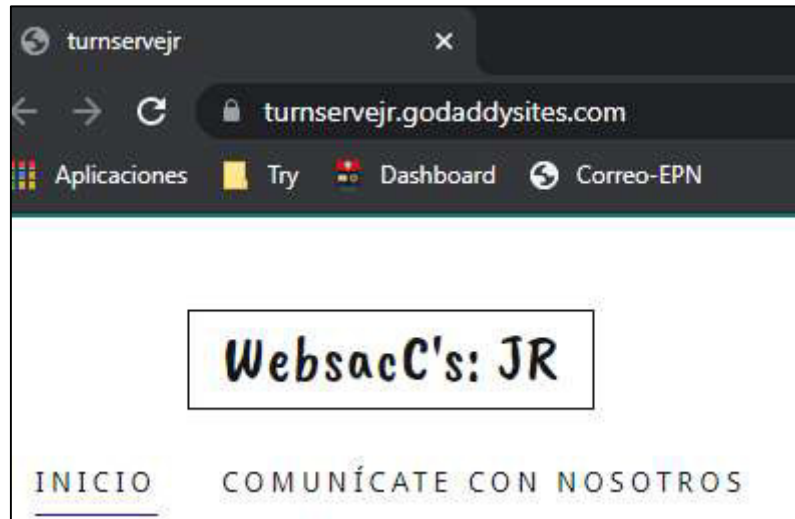 turnservejr
turnservejr.godaddysites.com
Aplicaciones Try Dashboard Correo-EPN
WebsacC's: JR
INICIO COMUNÍCATE CON NOSOTROS